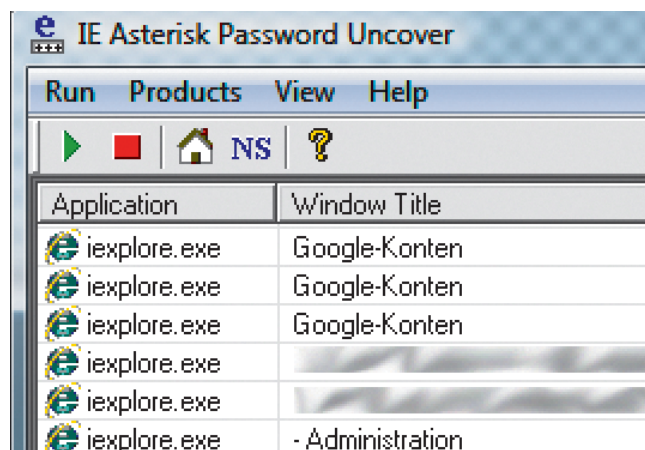 IE Asterisk Password Uncover
Run Products View Help
NS
Application Window Title
iexplore.exe Google-Konten
iexplore.exe Google-Konten
iexplore.exe Google-Konten
iexplore.exe
iexplore.exe
iexplore.exe - Administration